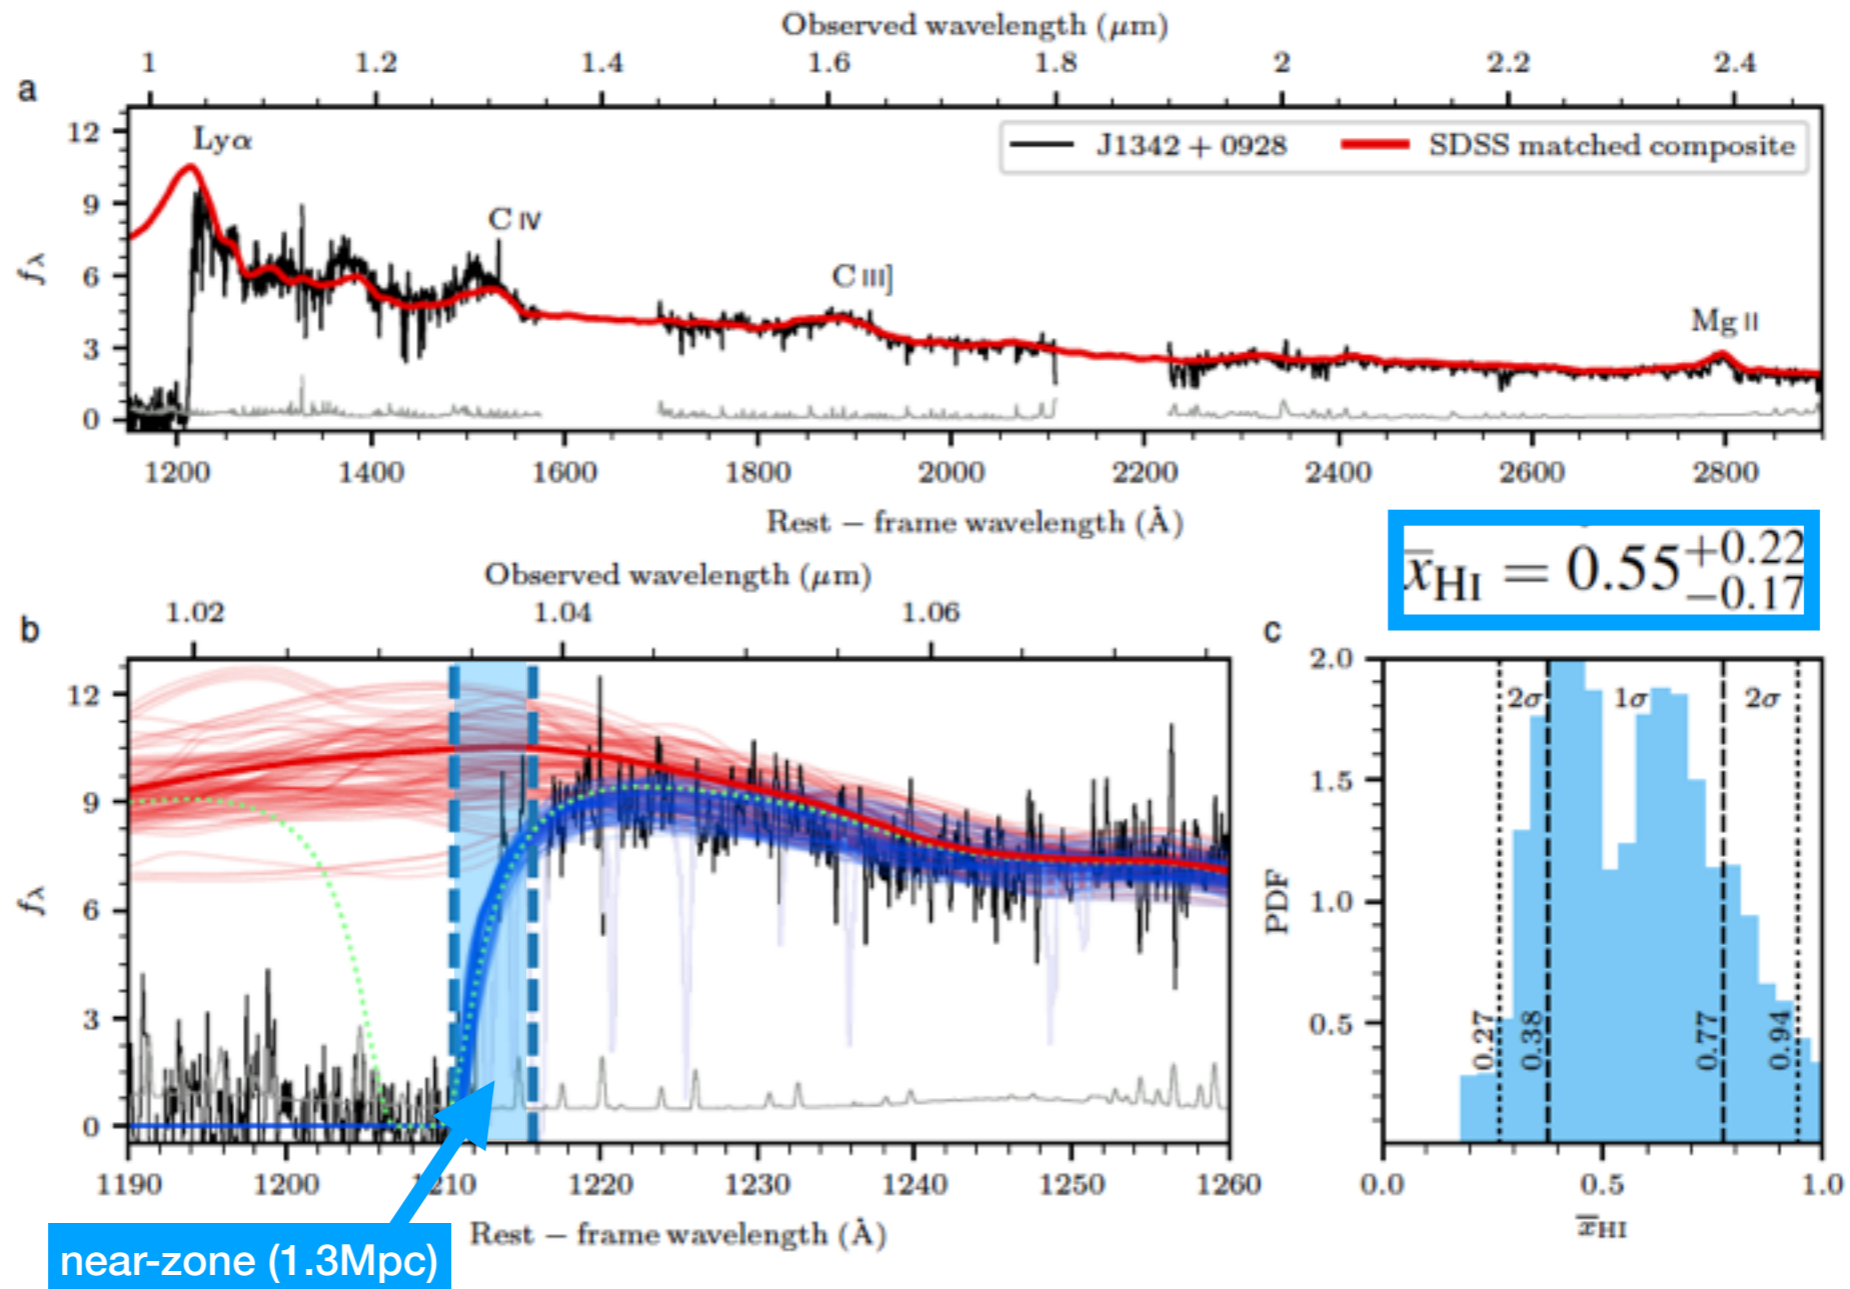 Observed wavelength (μm)
1 1.2 1.4 1.6 1.8 2 2.2 2.4
a
Lyα
J1342 + 0928
SDSS matched composite
C IV
C III]
Mg II
12
9
6
3
0
fλ
1200 1400 1600 1800 2000 2200 2400 2600 2800
Rest – frame wavelength (Å)
x̅HI = 0.55+0.22−0.17
Observed wavelength (μm)
1.02 1.04 1.06
b
12
9
6
3
0
fλ
1190 1200 1210 1220 1230 1240 1250 1260
Rest – frame wavelength (Å)
near-zone (1.3Mpc)
c
2.0
1.5
1.0
0.5
PDF
2σ 1σ 2σ
0.27 0.38 0.77 0.94
0.0 0.5 1.0
x̅HI